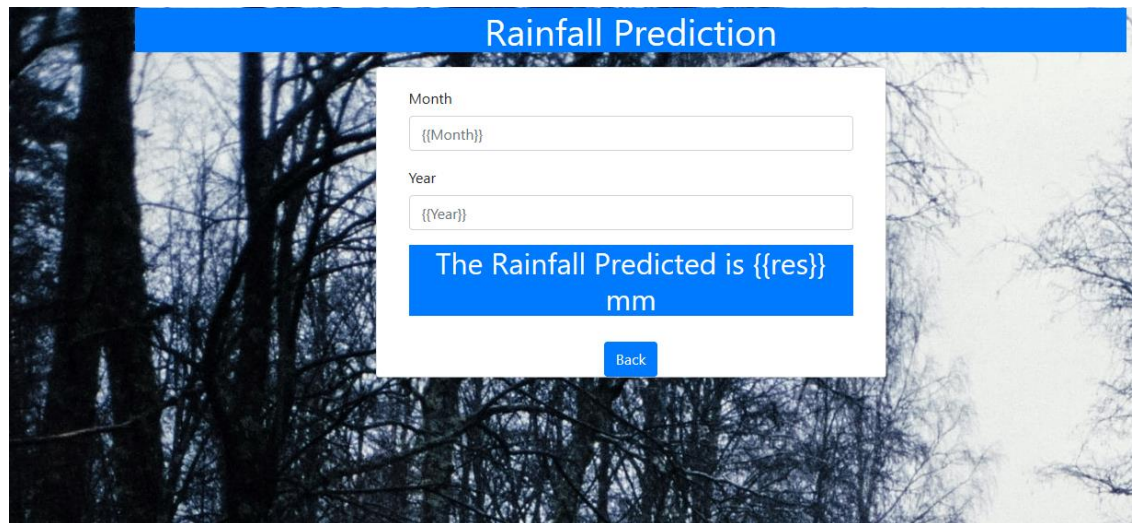 Rainfall Prediction
Month
{{Month}}
Year
{{Year}}
The Rainfall Predicted is {{res}}
mm
Back